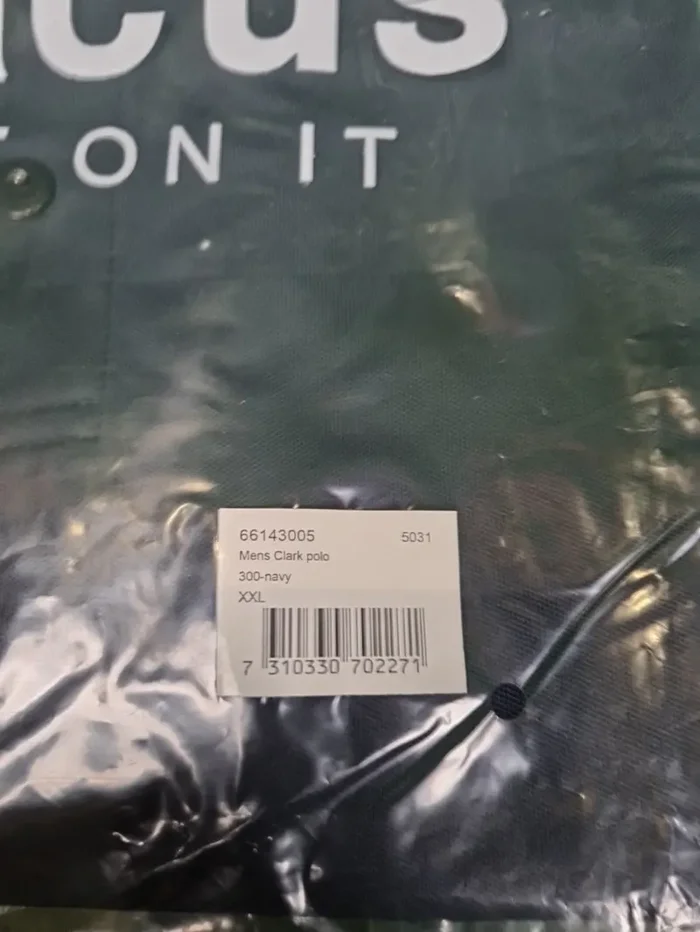 cus
ON IT
66143005 5031
Mens Clark polo
300-navy
XXL
7 310330 702271